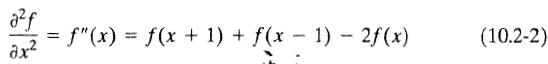 ∂²f/∂x² = f″(x) = f(x + 1) + f(x − 1) − 2f(x) (10.2-2)